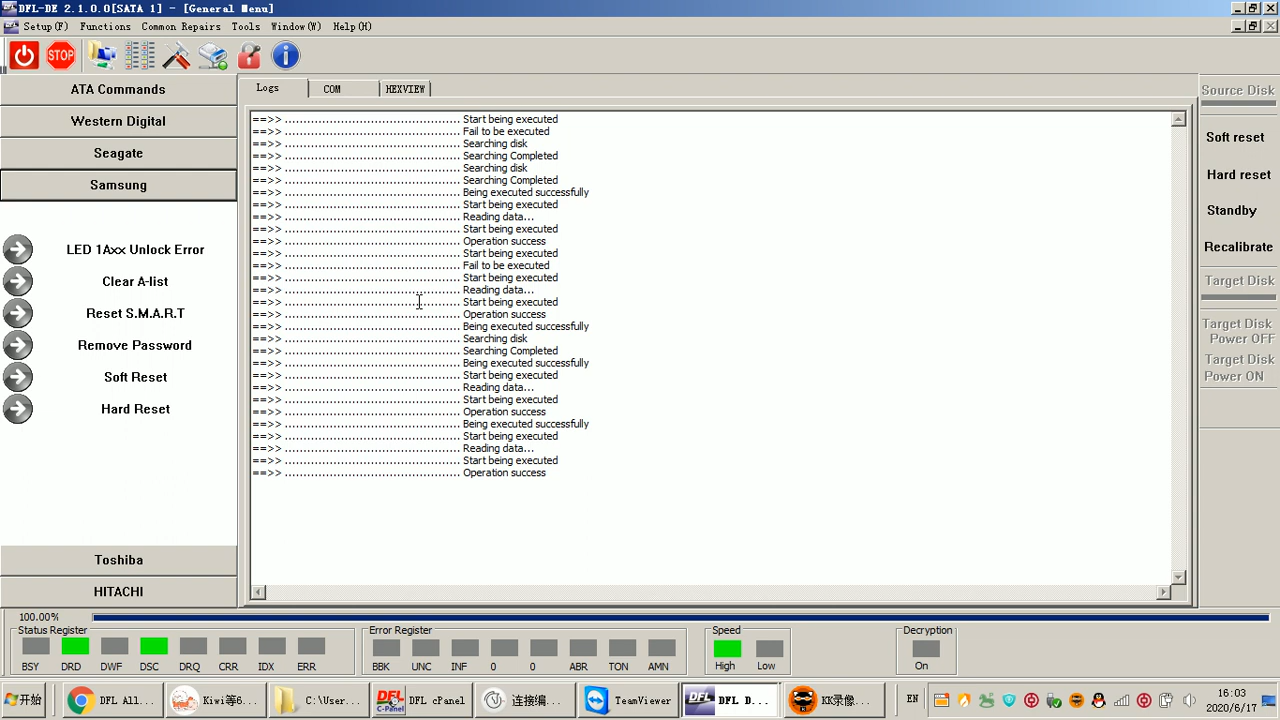 DFL-DE 2.1.0.0[SATA 1] - [General Menu]
Setup(F) Functions Common Repairs Tools Window(W) Help(H)
STOP
ATA Commands
Western Digital
Seagate
Samsung
LED 1Axx Unlock Error
Clear A-list
Reset S.M.A.R.T
Remove Password
Soft Reset
Hard Reset
Toshiba
HITACHI
Logs COM HEXVIEW
==>> ................................................ Start being executed
==>> ................................................ Fail to be executed
==>> ................................................ Searching disk
==>> ................................................ Searching Completed
==>> ................................................ Searching disk
==>> ................................................ Searching Completed
==>> ................................................ Being executed successfully
==>> ................................................ Start being executed
==>> ................................................ Reading data...
==>> ................................................ Start being executed
==>> ................................................ Operation success
==>> ................................................ Start being executed
==>> ................................................ Fail to be executed
==>> ................................................ Start being executed
==>> ................................................ Reading data...
==>> ................................................ Start being executed
==>> ................................................ Operation success
==>> ................................................ Being executed successfully
==>> ................................................ Searching disk
==>> ................................................ Searching Completed
==>> ................................................ Being executed successfully
==>> ................................................ Start being executed
==>> ................................................ Reading data...
==>> ................................................ Start being executed
==>> ................................................ Operation success
==>> ................................................ Being executed successfully
==>> ................................................ Start being executed
==>> ................................................ Reading data...
==>> ................................................ Start being executed
==>> ................................................ Operation success
Source Disk
Soft reset
Hard reset
Standby
Recalibrate
Target Disk
Target Disk
Power OFF
Target Disk
Power ON
100.00%
Status Register
BSY DRD DWF DSC DRQ CRR IDX ERR
Error Register
BBK UNC INF 0 0 ABR TON AMN
Speed
High Low
Decryption
On
开始 DFL All... Kiwi等S... C:\User... DFL cPanel 连接编... TeamViewer DFL D... KK录像... EN 16:03
2020/6/17